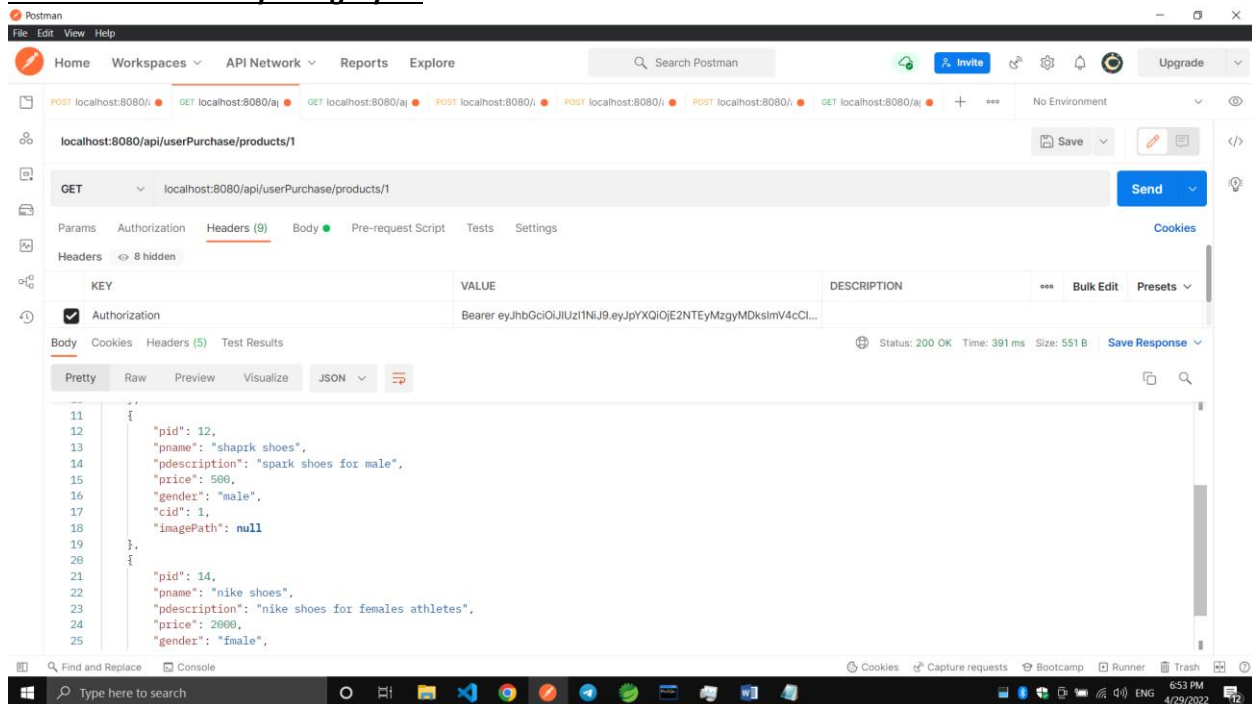 Postman
File Edit View Help
Home Workspaces API Network Reports Explore Search Postman Invite Upgrade
POST localhost:8080/ GET localhost:8080/a GET localhost:8080/a POST localhost:8080/ POST localhost:8080/ POST localhost:8080/ GET localhost:8080/a + ooo No Environment
localhost:8080/api/userPurchase/products/1 Save </>
GET localhost:8080/api/userPurchase/products/1 Send
Params Authorization Headers (9) Body Pre-request Script Tests Settings Cookies
Headers 8 hidden
KEY VALUE DESCRIPTION ooo Bulk Edit Presets
Authorization Bearer eyJhbGciOiJIUzI1NiJ9.eyJpYXQiOjE2NTEyMzgyMDksImV4cCI...
Body Cookies Headers (5) Test Results Status: 200 OK Time: 391 ms Size: 551 B Save Response
Pretty Raw Preview Visualize JSON
11 {
12 "pid": 12,
13 "pname": "shaprk shoes",
14 "pdescription": "spark shoes for male",
15 "price": 500,
16 "gender": "male",
17 "cid": 1,
18 "imagePath": null
19 },
20 {
21 "pid": 14,
22 "pname": "nike shoes",
23 "pdescription": "nike shoes for females athletes",
24 "price": 2000,
25 "gender": "fmale",
Find and Replace Console Cookies Capture requests Bootcamp Runner Trash
Type here to search ENG 6:53 PM
4/29/2022 12